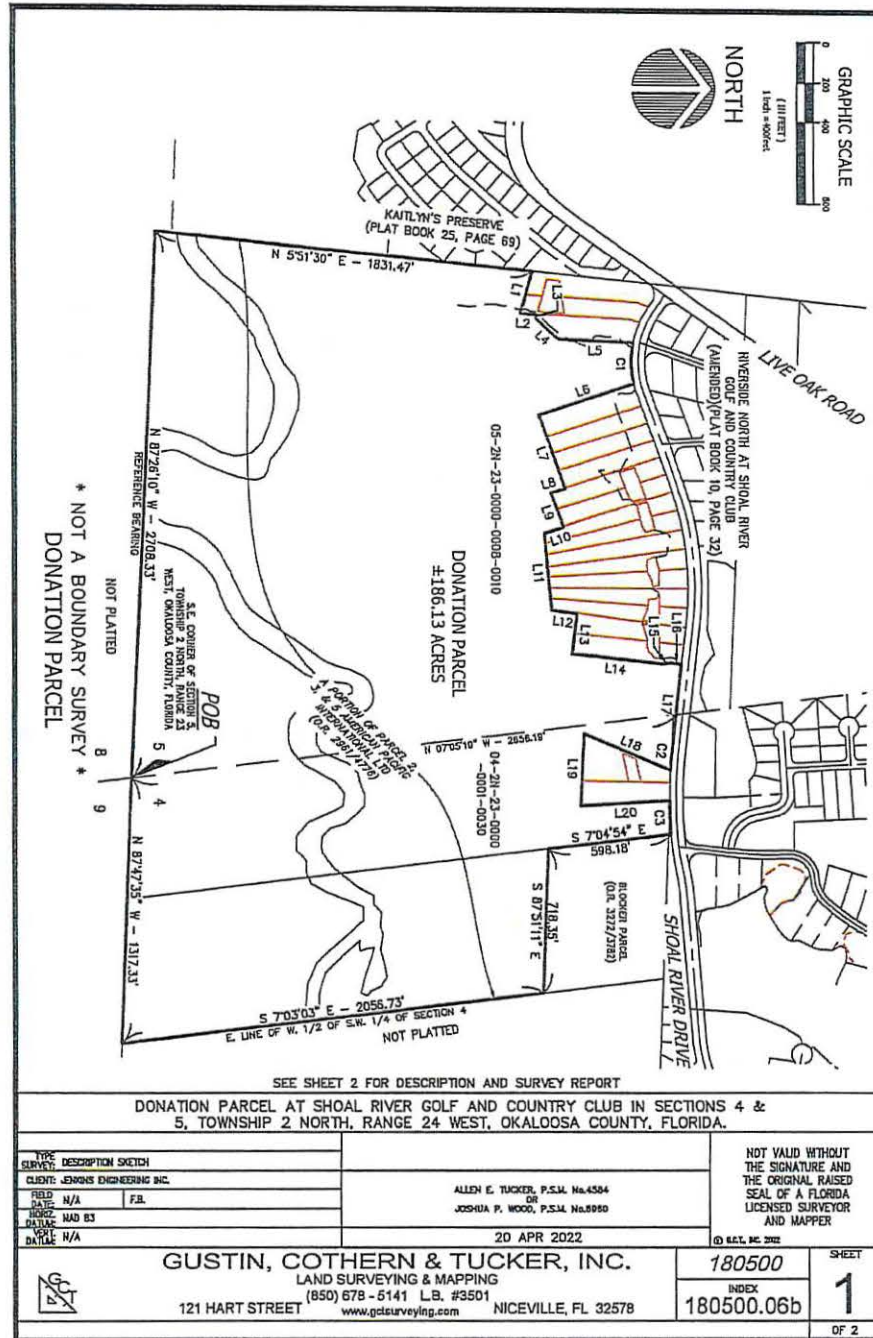 GRAPHIC SCALE
0 200 400 800
( IN FEET )
1 inch = 400feet.
NORTH
KAITLYN'S PRESERVE
(PLAT BOOK 25, PAGE 69)
N 5°51'30" E - 1831.47'
LIVE OAK ROAD
RIVERSIDE NORTH AT SHOAL RIVER
GOLF AND COUNTRY CLUB
(AMENDED)(PLAT BOOK 10, PAGE 32)
L1
L2
L3
L4
L5
C1
L6
L7
L8
L9
L10
L11
L12
L13
L14
L15
L16
L17
C2
L18
L19
L20
C3
05-2N-23-0000-0008-0010
DONATION PARCEL
±186.13 ACRES
N 87°26'10" W - 2708.33'
REFERENCE BEARING
NOT PLATTED
* NOT A BOUNDARY SURVEY *
DONATION PARCEL
S.E. CORNER OF SECTION 5,
TOWNSHIP 2 NORTH, RANGE 23
WEST, OKALOOSA COUNTY, FLORIDA
POB
8 5
9 4
A PORTION OF PARCEL 2,
3, & 5 AMERICAN PACIFIC
INTERNATIONAL LTD
(O.R. 2961/4776)
N 07°05'10" W - 2656.19'
04-2N-23-0000
-0001-0030
S 7°04'54" E
598.18'
718.35'
S 87°51'11" E
BLOCKER PARCEL
(O.R. 3272/3782)
SHOAL RIVER DRIVE
N 87°47'35" W - 1317.33'
S 7°03'03" E - 2056.73'
E. LINE OF W. 1/2 OF S.W. 1/4 OF SECTION 4
NOT PLATTED
SEE SHEET 2 FOR DESCRIPTION AND SURVEY REPORT
DONATION PARCEL AT SHOAL RIVER GOLF AND COUNTRY CLUB IN SECTIONS 4 &
5, TOWNSHIP 2 NORTH, RANGE 24 WEST, OKALOOSA COUNTY, FLORIDA.
TYPE SURVEY: DESCRIPTION SKETCH
CLIENT: JENKINS ENGINEERING INC.
FIELD DATE: N/A F.B.
HORIZ. DATUM: NAD 83
VERT. DATUM: N/A
ALLEN E. TUCKER, P.S.M. No.4584
OR
JOSHUA P. WOOD, P.S.M. No.6960
20 APR 2022
NOT VALID WITHOUT
THE SIGNATURE AND
THE ORIGINAL RAISED
SEAL OF A FLORIDA
LICENSED SURVEYOR
AND MAPPER
© G.C.T., INC. 2022
GCT
GUSTIN, COTHERN & TUCKER, INC.
LAND SURVEYING & MAPPING
(850) 678-5141 L.B. #3501
121 HART STREET www.gctsurveying.com NICEVILLE, FL 32578
180500
INDEX
180500.06b
SHEET
1
OF 2